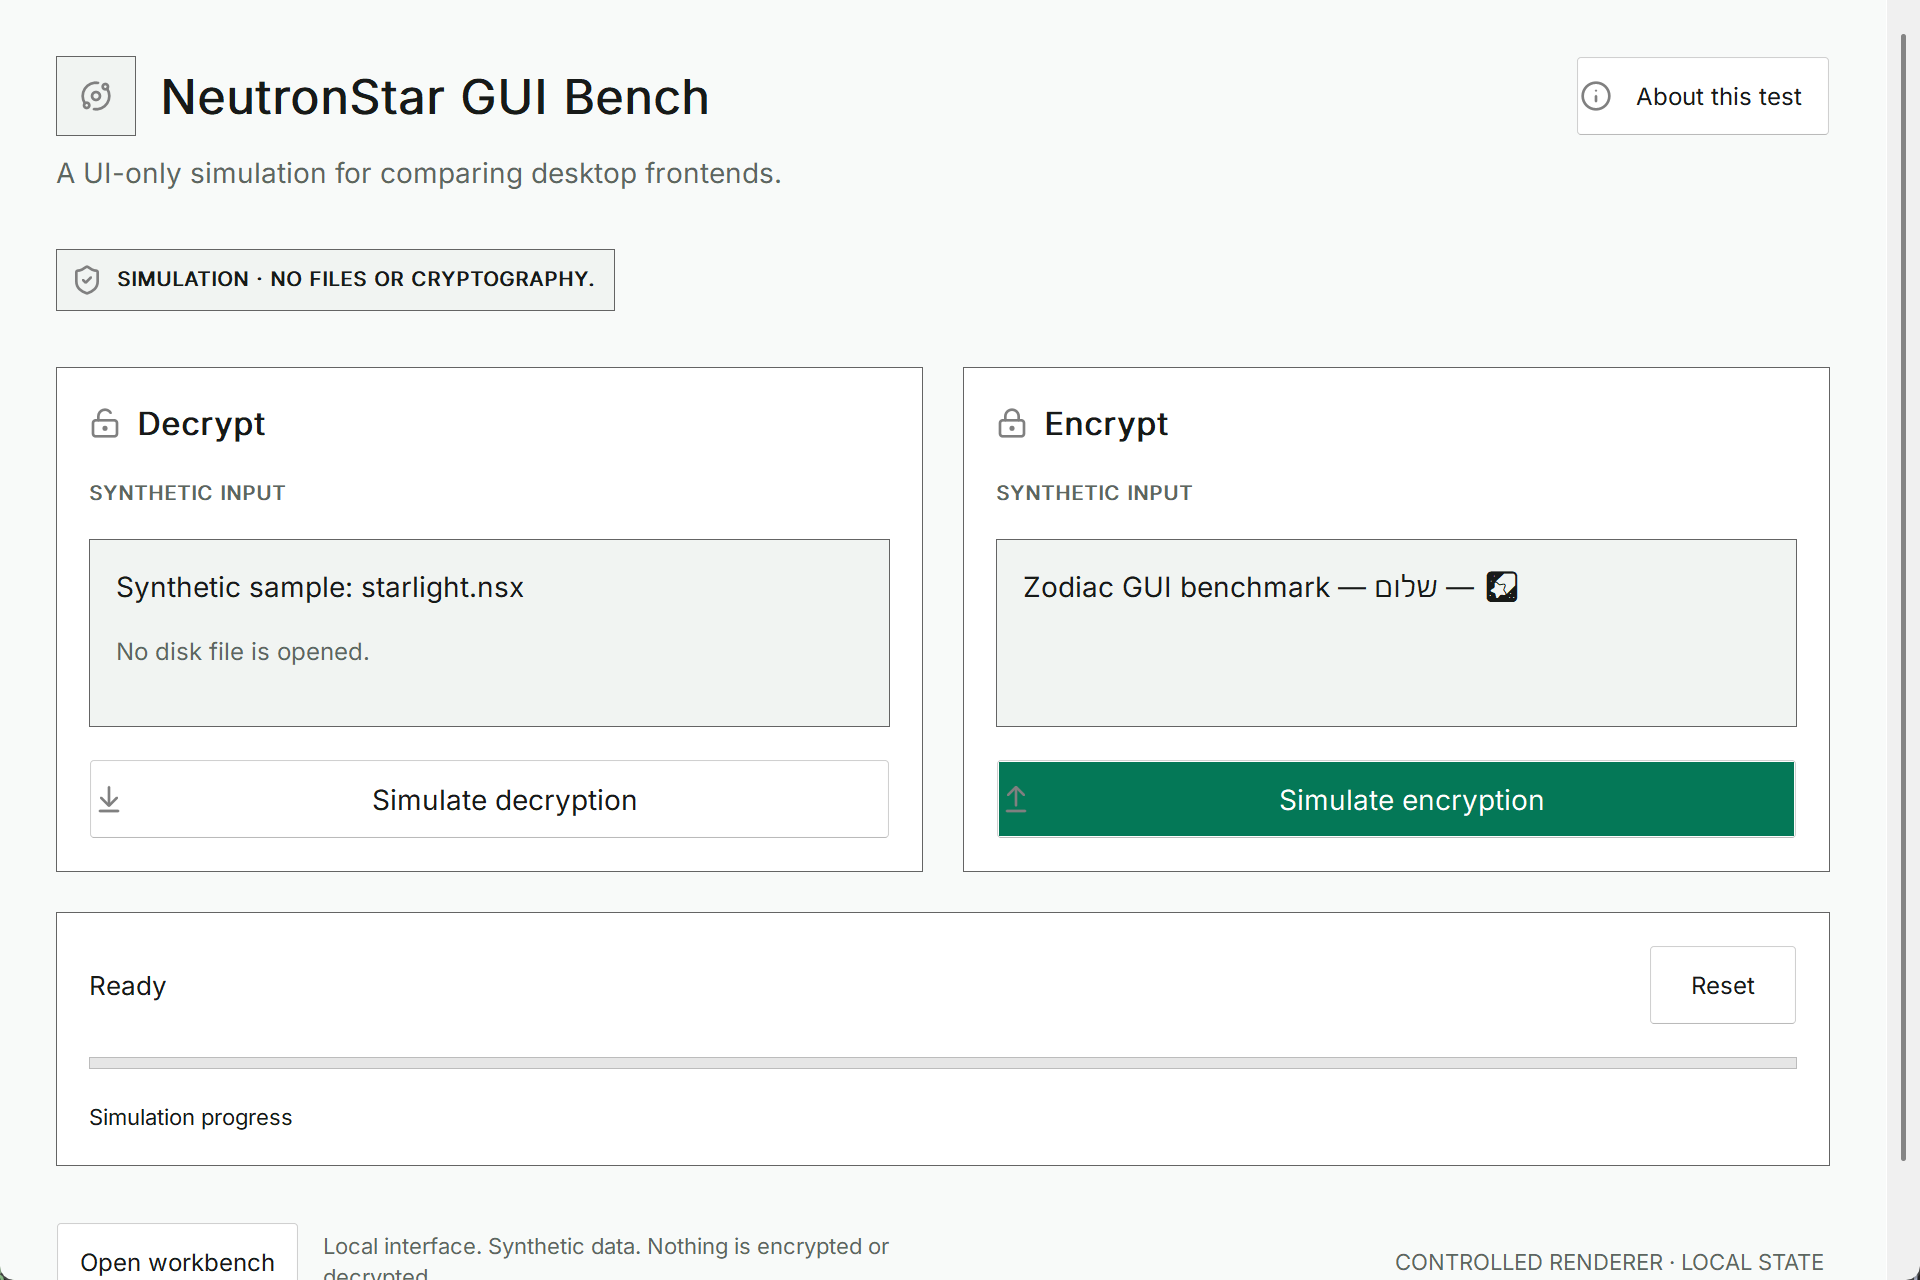 NeutronStar GUI Bench
About this test
A UI-only simulation for comparing desktop frontends.
SIMULATION · NO FILES OR CRYPTOGRAPHY.
Decrypt
SYNTHETIC INPUT
Synthetic sample: starlight.nsx
No disk file is opened.
Simulate decryption
Encrypt
SYNTHETIC INPUT
Zodiac GUI benchmark — שלום —
Simulate encryption
Ready
Reset
Simulation progress
Open workbench
Local interface. Synthetic data. Nothing is encrypted or
decrypted.
CONTROLLED RENDERER · LOCAL STATE